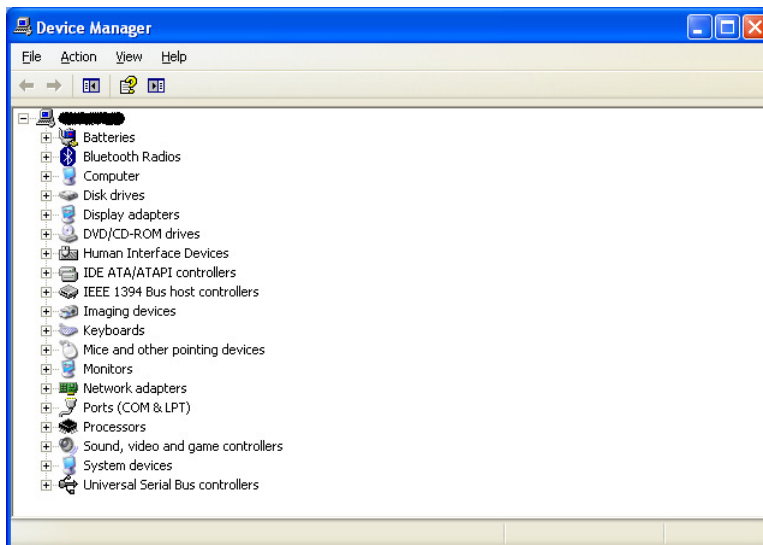 Device Manager
File Action View Help
Batteries
Bluetooth Radios
Computer
Disk drives
Display adapters
DVD/CD-ROM drives
Human Interface Devices
IDE ATA/ATAPI controllers
IEEE 1394 Bus host controllers
Imaging devices
Keyboards
Mice and other pointing devices
Monitors
Network adapters
Ports (COM & LPT)
Processors
Sound, video and game controllers
System devices
Universal Serial Bus controllers